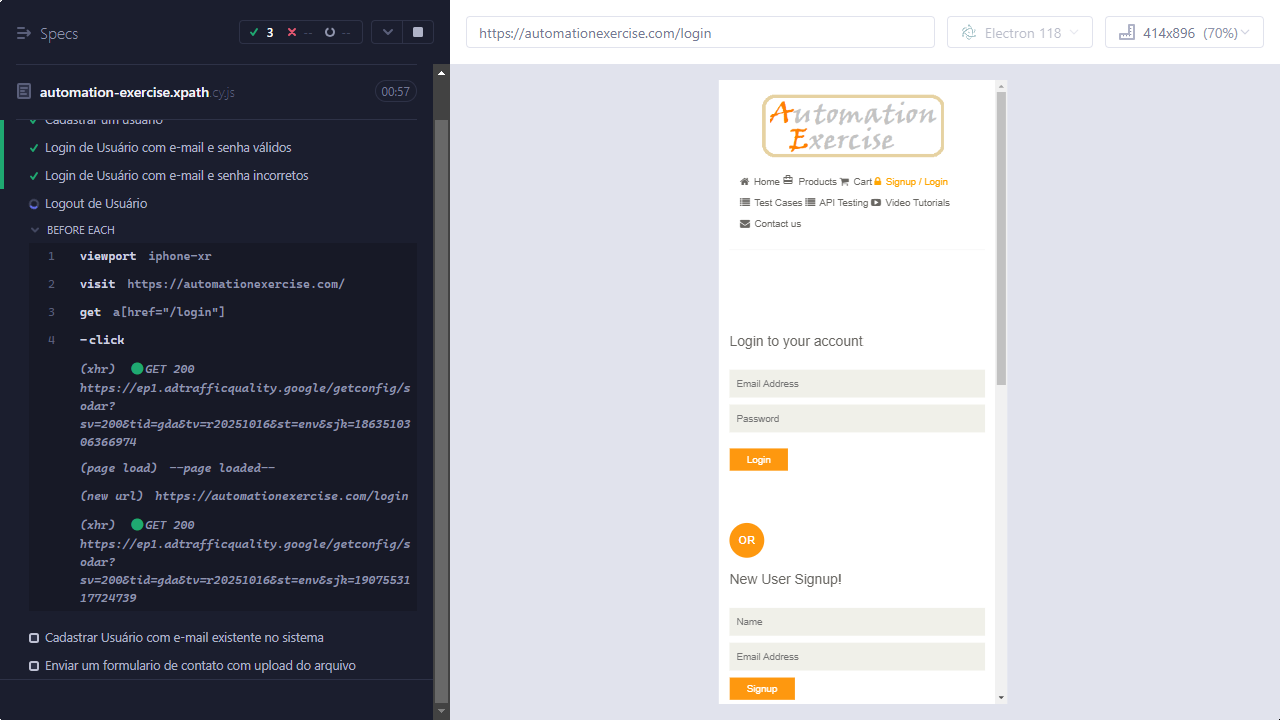 Specs
3
--
--
automation-exercise.xpath.cy.js
00:57
Cadastrar um usuário
Login de Usuário com e-mail e senha válidos
Login de Usuário com e-mail e senha incorretos
Logout de Usuário
BEFORE EACH
1 viewport iphone-xr
2 visit https://automationexercise.com/
3 get a[href="/login"]
4 -click
(xhr) GET 200
https://ep1.adtrafficquality.google/getconfig/s
odar?
sv=200&tid=gda&tv=r20251016&st=env&sjk=18635103
06366974
(page load) --page loaded--
(new url) https://automationexercise.com/login
(xhr) GET 200
https://ep1.adtrafficquality.google/getconfig/s
odar?
sv=200&tid=gda&tv=r20251016&st=env&sjk=19075531
17724739
Cadastrar Usuário com e-mail existente no sistema
Enviar um formulario de contato com upload do arquivo
https://automationexercise.com/login
Electron 118
414x896 (70%)
Automation
Exercise
Home Products Cart Signup / Login
Test Cases API Testing Video Tutorials
Contact us
Login to your account
Email Address
Password
Login
OR
New User Signup!
Name
Email Address
Signup